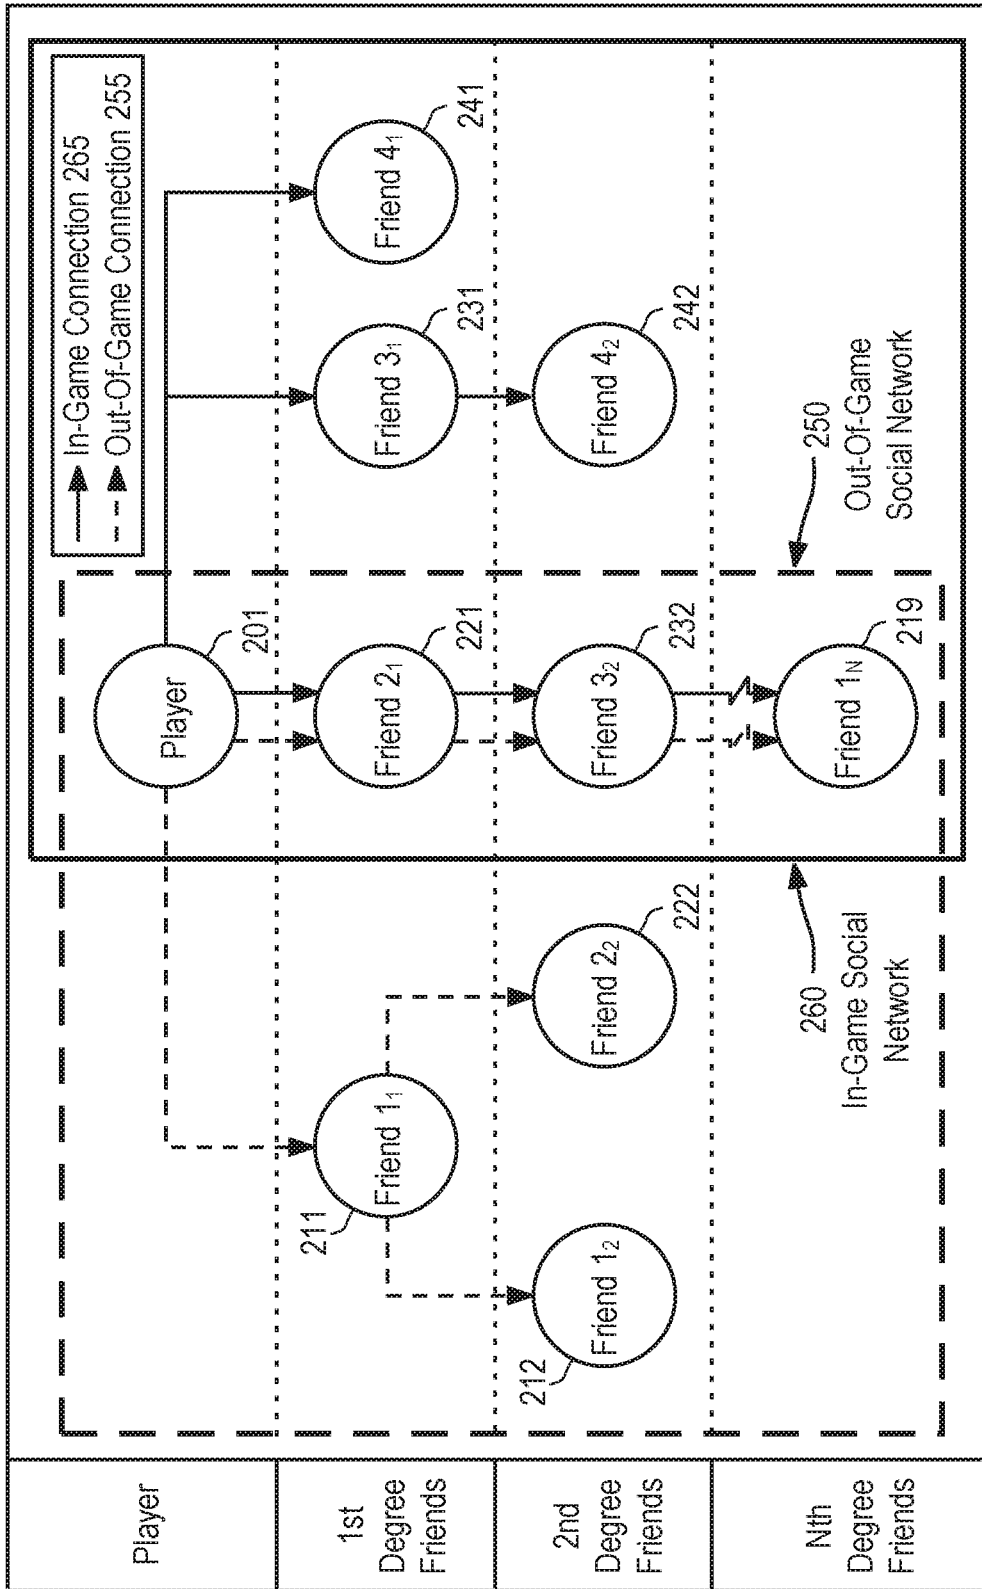 Player
1st
Degree
Friends
2nd
Degree
Friends
Nth
Degree
Friends
In-Game Connection 265
Out-Of-Game Connection 255
Player
201
211
Friend 1₁
Friend 2₁
221
Friend 3₁
231
Friend 4₁
241
212
Friend 1₂
Friend 2₂
222
Friend 3₂
232
Friend 4₂
242
260
In-Game Social
Network
Friend 1N
219
250
Out-Of-Game
Social Network